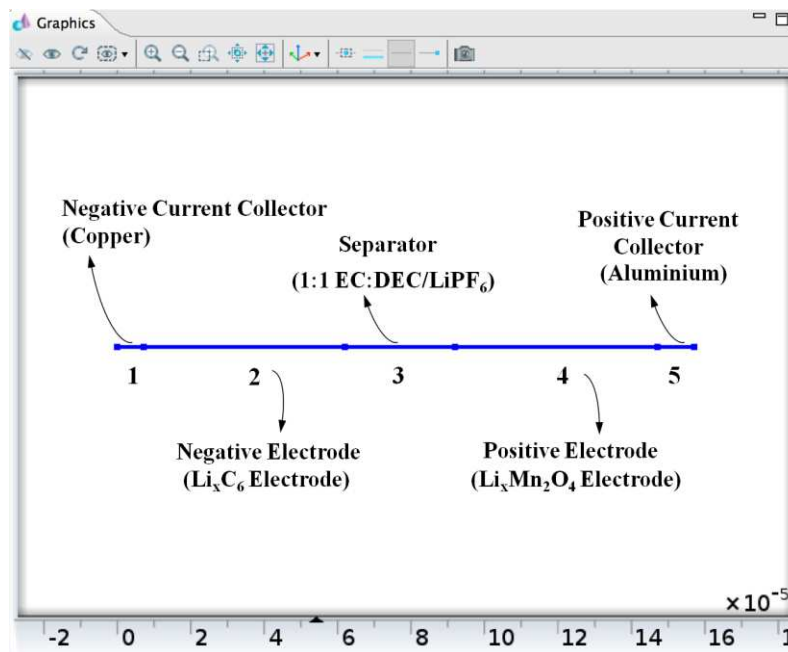 Graphics
Negative Current Collector
(Copper)
Separator
(1:1 EC:DEC/LiPF₆)
Positive Current
Collector
(Aluminium)
1 2 3 4 5
Negative Electrode
(LiₓC₆ Electrode)
Positive Electrode
(LiₓMn₂O₄ Electrode)
×10⁻⁵
-2 0 2 4 6 8 10 12 14 16